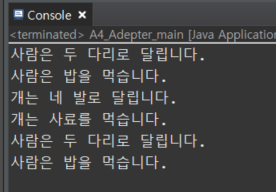 Console
<terminated> A4_Adepter_main [Java Application
사람은 두 다리로 달립니다.
사람은 밥을 먹습니다.
개는 네 발로 달립니다.
개는 사료를 먹습니다.
사람은 두 다리로 달립니다.
사람은 밥을 먹습니다.